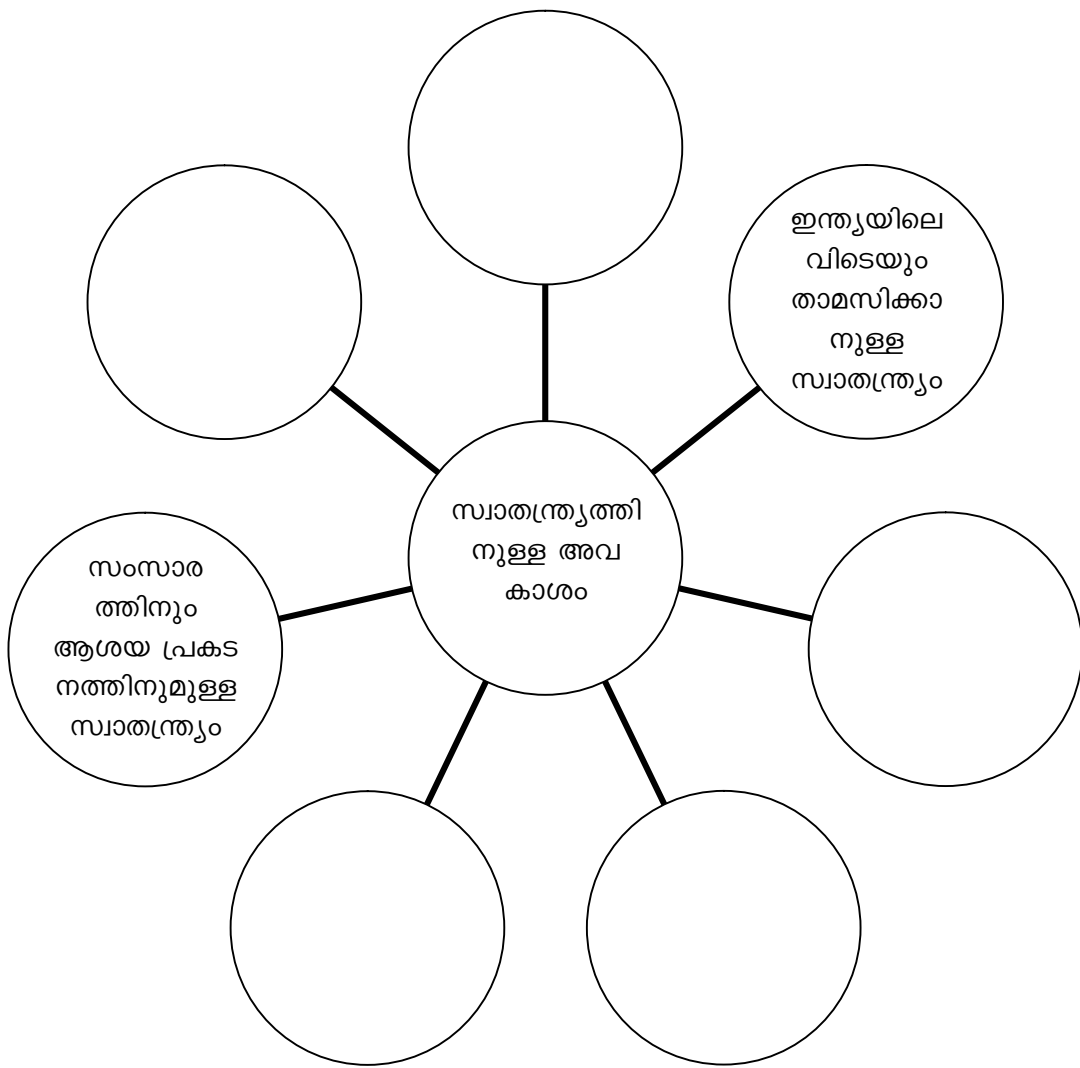 ഇന്ത്യയിലെ
വിടെയും
താമസിക്കാ
നുള്ള
സ്വാതന്ത്ര്യം
സ്വാതന്ത്ര്യത്തി
നുള്ള അവ
കാശം
സംസാര
ത്തിനും
ആശയ പ്രകട
നത്തിനുമുള്ള
സ്വാതന്ത്ര്യം